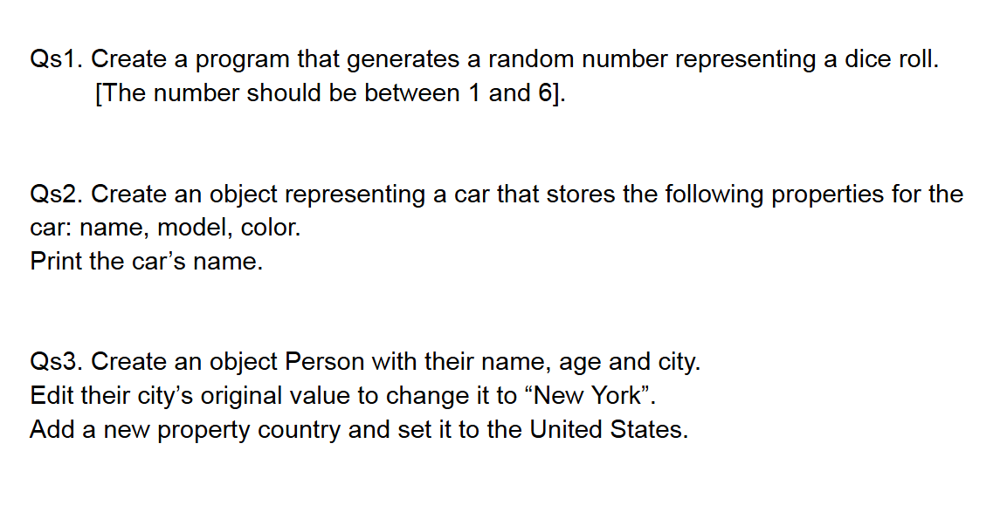 Qs1. Create a program that generates a random number representing a dice roll.
[The number should be between 1 and 6].
Qs2. Create an object representing a car that stores the following properties for the
car: name, model, color.
Print the car’s name.
Qs3. Create an object Person with their name, age and city.
Edit their city’s original value to change it to “New York”.
Add a new property country and set it to the United States.